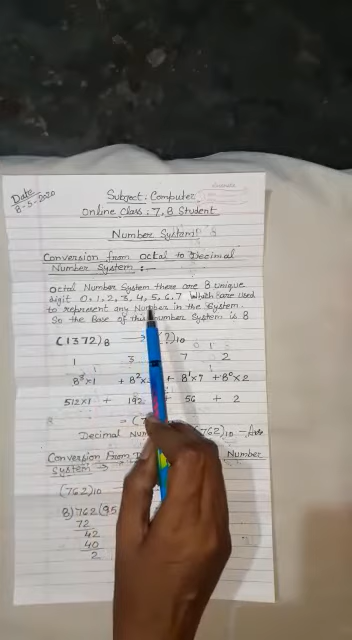 Date:
8-5-2020
Subject: Computer
Online Class: 7, 8 Student
Number System
Conversion from Octal to Decimal
Number System :-
Octal Number System there are 8 unique
digit 0, 1, 2, 3, 4, 5, 6, 7 Which are used
to represent any Number in the system.
So the Base of this Number System is 8
(1372)8 → (?)10
1 3 7 2
8³×1 + 8²× + 8¹×7 + 8⁰×2
512×1 + 192 + 56 + 2
= (7
Decimal Num 762)10
Conversion From Number
System →
(762)10
8)762(95
72
42
40
2